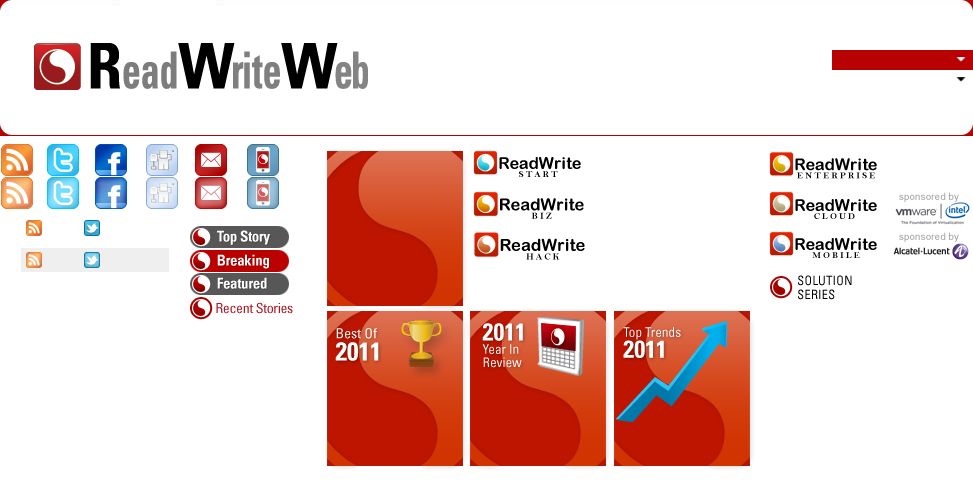 ReadWriteWeb
ReadWrite
START
ReadWrite
BIZ
ReadWrite
HACK
ReadWrite
ENTERPRISE
ReadWrite
CLOUD
sponsored by
vmware
intel
The Foundation of Virtualization
ReadWrite
MOBILE
sponsored by
Alcatel-Lucent
SOLUTION
SERIES
Top Story
Breaking
Featured
Recent Stories
Best Of
2011
2011
Year In
Review
Top Trends
2011